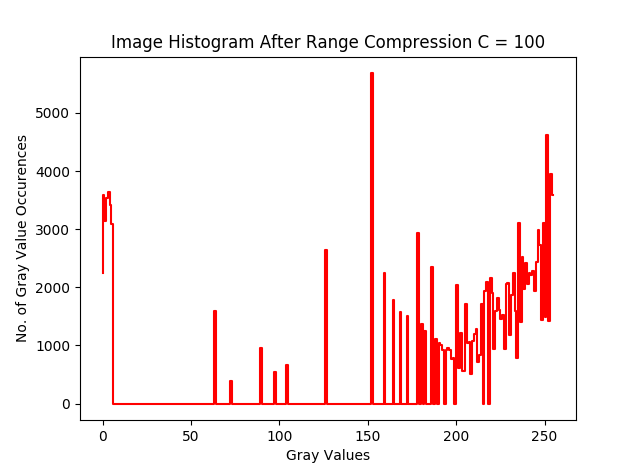 Image Histogram After Range Compression C = 100
No. of Gray Value Occurences
5000
4000
3000
2000
1000
0
0 50 100 150 200 250
Gray Values